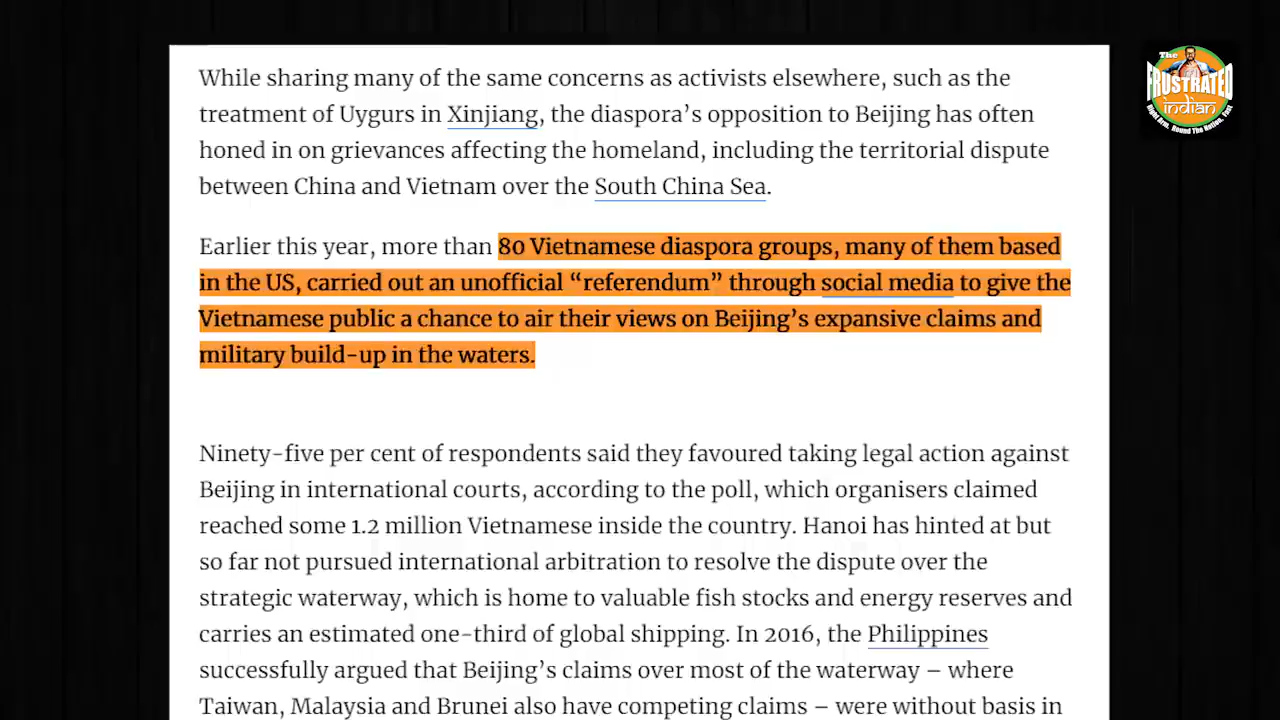 The
FRUSTRATED
indian
Right Arm. Round The Nation. Fast
While sharing many of the same concerns as activists elsewhere, such as the
treatment of Uygurs in Xinjiang, the diaspora’s opposition to Beijing has often
honed in on grievances affecting the homeland, including the territorial dispute
between China and Vietnam over the South China Sea.
Earlier this year, more than 80 Vietnamese diaspora groups, many of them based
in the US, carried out an unofficial “referendum” through social media to give the
Vietnamese public a chance to air their views on Beijing’s expansive claims and
military build-up in the waters.
Ninety-five per cent of respondents said they favoured taking legal action against
Beijing in international courts, according to the poll, which organisers claimed
reached some 1.2 million Vietnamese inside the country. Hanoi has hinted at but
so far not pursued international arbitration to resolve the dispute over the
strategic waterway, which is home to valuable fish stocks and energy reserves and
carries an estimated one-third of global shipping. In 2016, the Philippines
successfully argued that Beijing’s claims over most of the waterway – where
Taiwan, Malaysia and Brunei also have competing claims – were without basis in